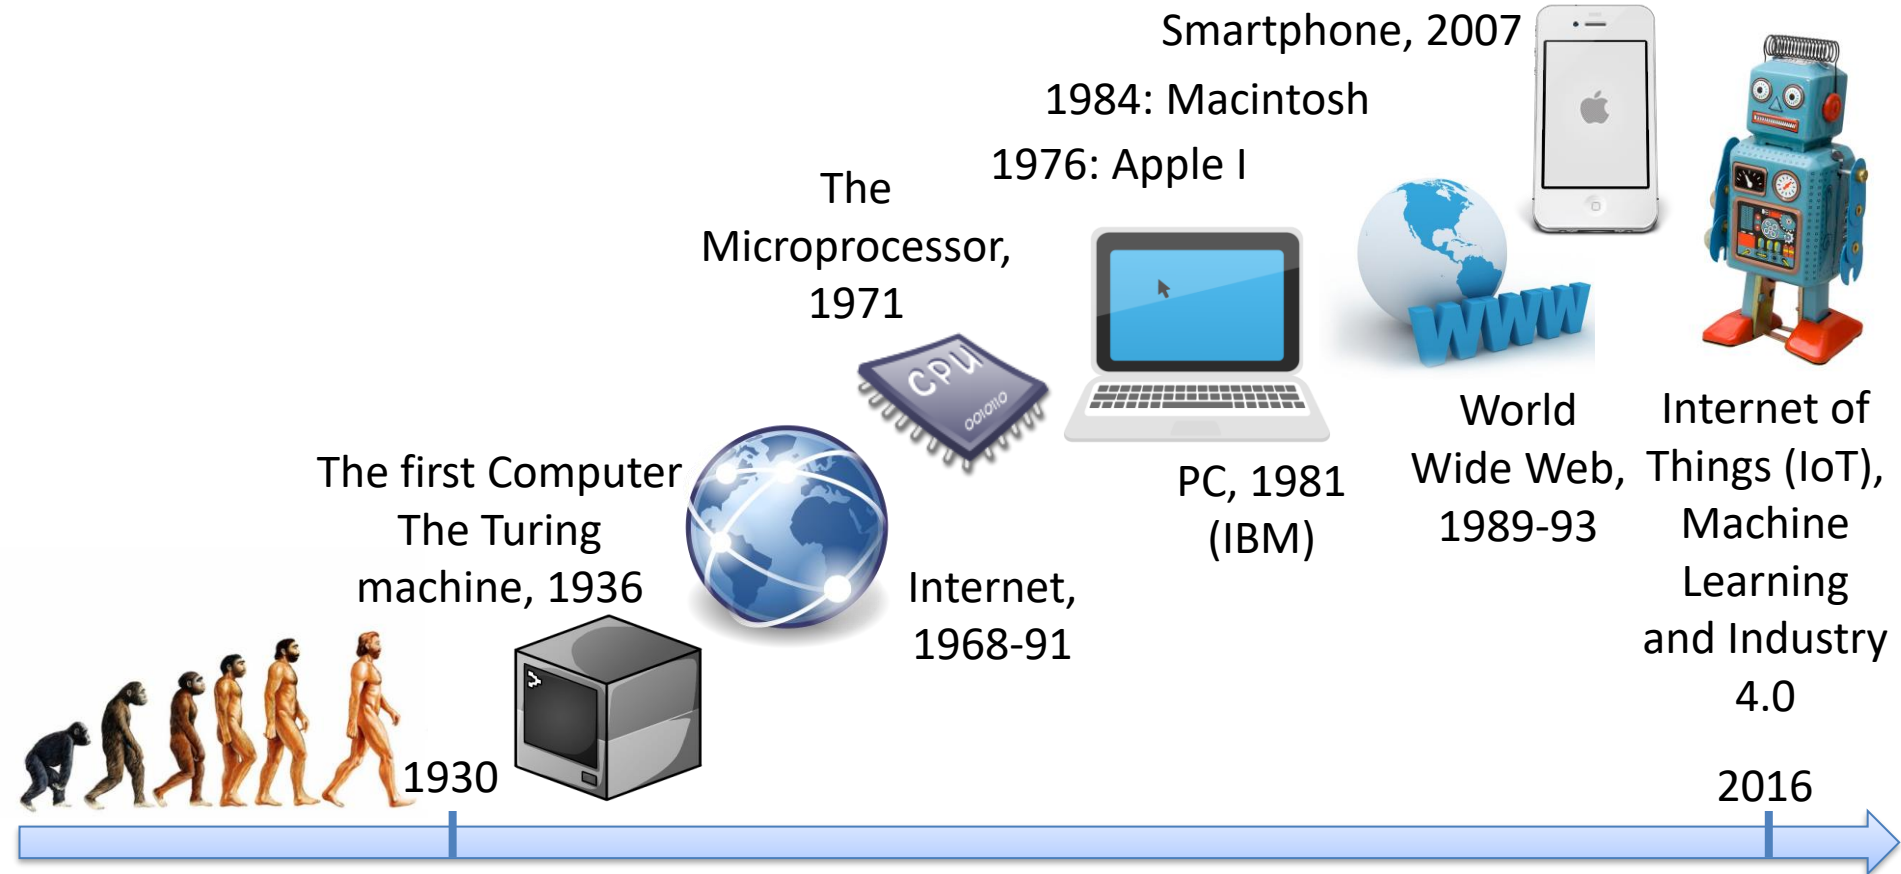 Smartphone, 2007
1984: Macintosh
1976: Apple I
The
Microprocessor,
1971
CPU
0010110
WWW
The first Computer
The Turing
machine, 1936
>
Internet,
1968-91
PC, 1981
(IBM)
World
Wide Web,
1989-93
Internet of
Things (IoT),
Machine
Learning
and Industry
4.0
1930
2016